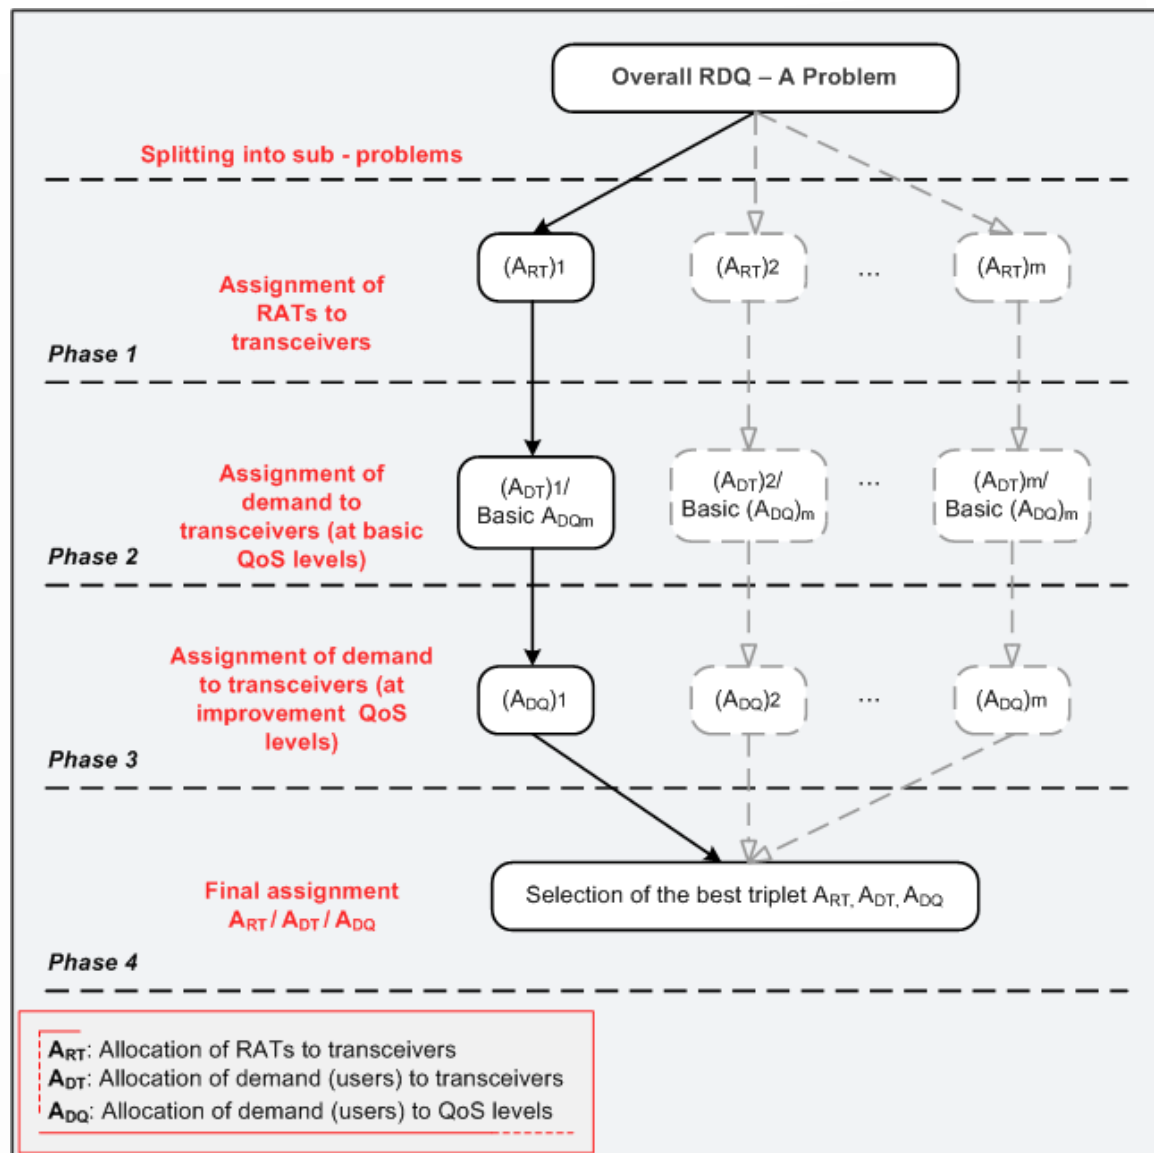 Overall RDQ – A Problem
Splitting into sub - problems
(ART)1
(ART)2
...
(ART)m
Assignment of
RATs to
transceivers
Phase 1
Assignment of
demand to
transceivers (at basic
QoS levels)
(ADT)1/
Basic ADQm
(ADT)2/
Basic (ADQ)m
...
(ADT)m/
Basic (ADQ)m
Phase 2
Assignment of demand
to transceivers (at
improvement QoS
levels)
(ADQ)1
(ADQ)2
...
(ADQ)m
Phase 3
Final assignment
ART / ADT / ADQ
Selection of the best triplet ART, ADT, ADQ
Phase 4
ART: Allocation of RATs to transceivers
ADT: Allocation of demand (users) to transceivers
ADQ: Allocation of demand (users) to QoS levels